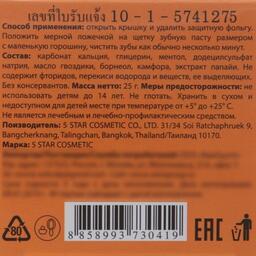 เลขที่ใบรับแจ้ง 10 - 1 - 5741275
Способ применения: открыть крышку и удалить защитную фольгу.
Положить мерной ложечкой на щетку зубную пасту размером
с маленькую горошину, чистить зубы как обычно несколько минут.
Состав: карбонат кальция, глицерин, ментол, додецилсульфат
натрия, масло гвоздики, борнеол, камфора, экстракт папайи. Не
содержит фторидов, перекиси водорода и веществ, ее выделяющих.
Без консервантов. Масса нетто: 25 г. Меры предосторожности: не
использовать детям до 14 лет. Не глотать. Хранить в сухом и
недоступном для детей месте при температуре от +5° до +25° C.
Не является лечебным и лечебно-профилактическим средством.
Поизводитель: 5 STAR COSMETIC CO., LTD. 31/34 Soi Ratchaphruek 9,
Bangcherknang, Talingchan, Bangkok, Thailand/Таиланд, 10170.
Марка: 5 STAR COSMETIC
80
8 858993 730419
EAC